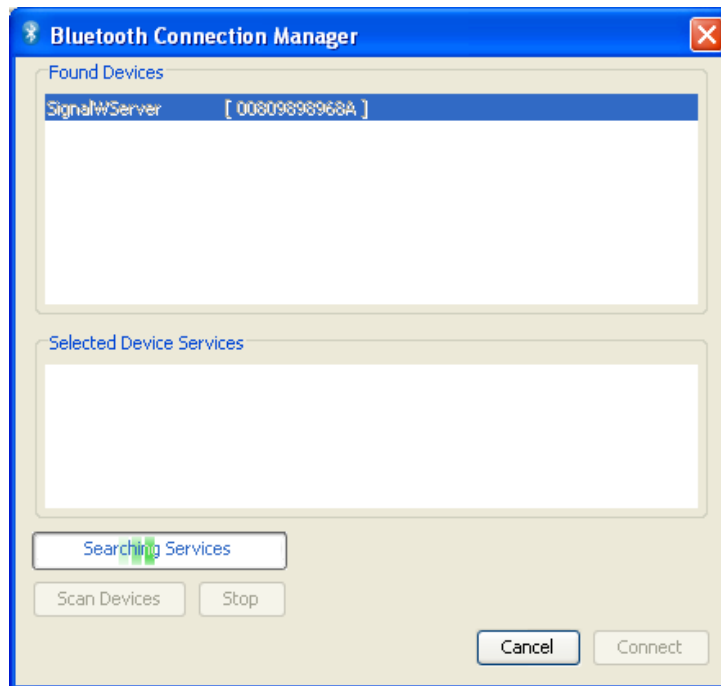 Bluetooth Connection Manager
Found Devices
SignalWServer [ 00809898968A ]
Selected Device Services
Searching Services
Scan Devices Stop
Cancel Connect